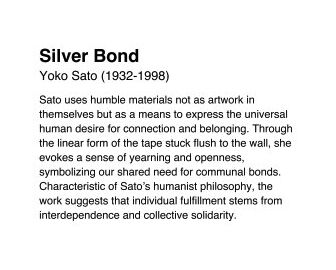 Silver Bond
Yoko Sato (1932-1998)
Sato uses humble materials not as artwork in
themselves but as a means to express the universal
human desire for connection and belonging. Through
the linear form of the tape stuck flush to the wall, she
evokes a sense of yearning and openness,
symbolizing our shared need for communal bonds.
Characteristic of Sato's humanist philosophy, the
work suggests that individual fulfillment stems from
interdependence and collective solidarity.